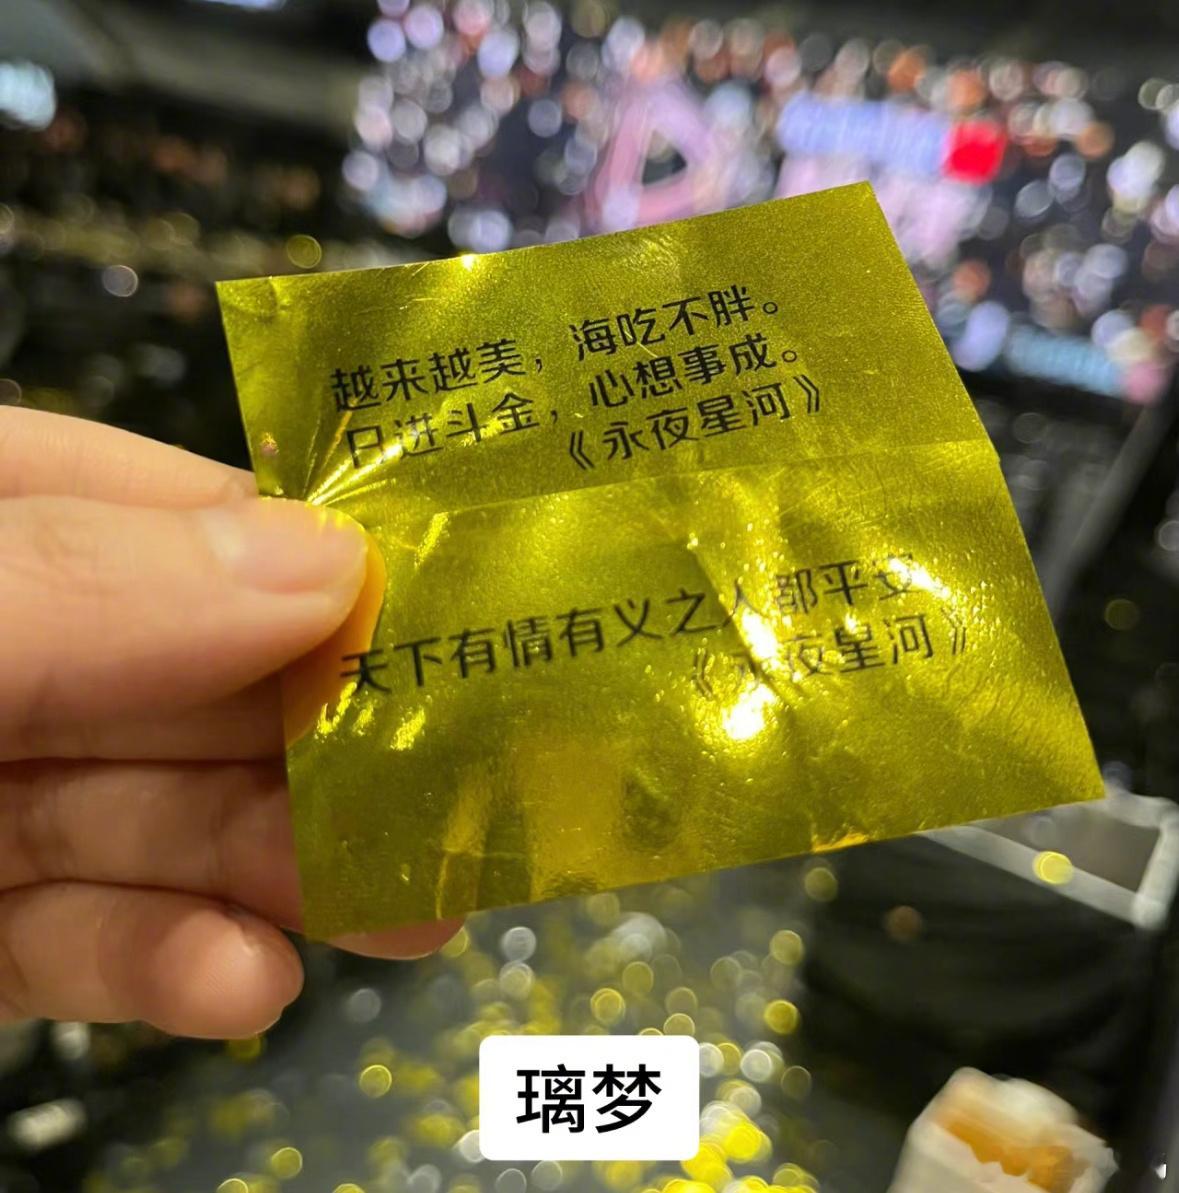 越来越美，海吃不胖。
日进斗金，心想事成。
《永夜星河》
天下有情有义之人都平安
《永夜星河》
璃梦